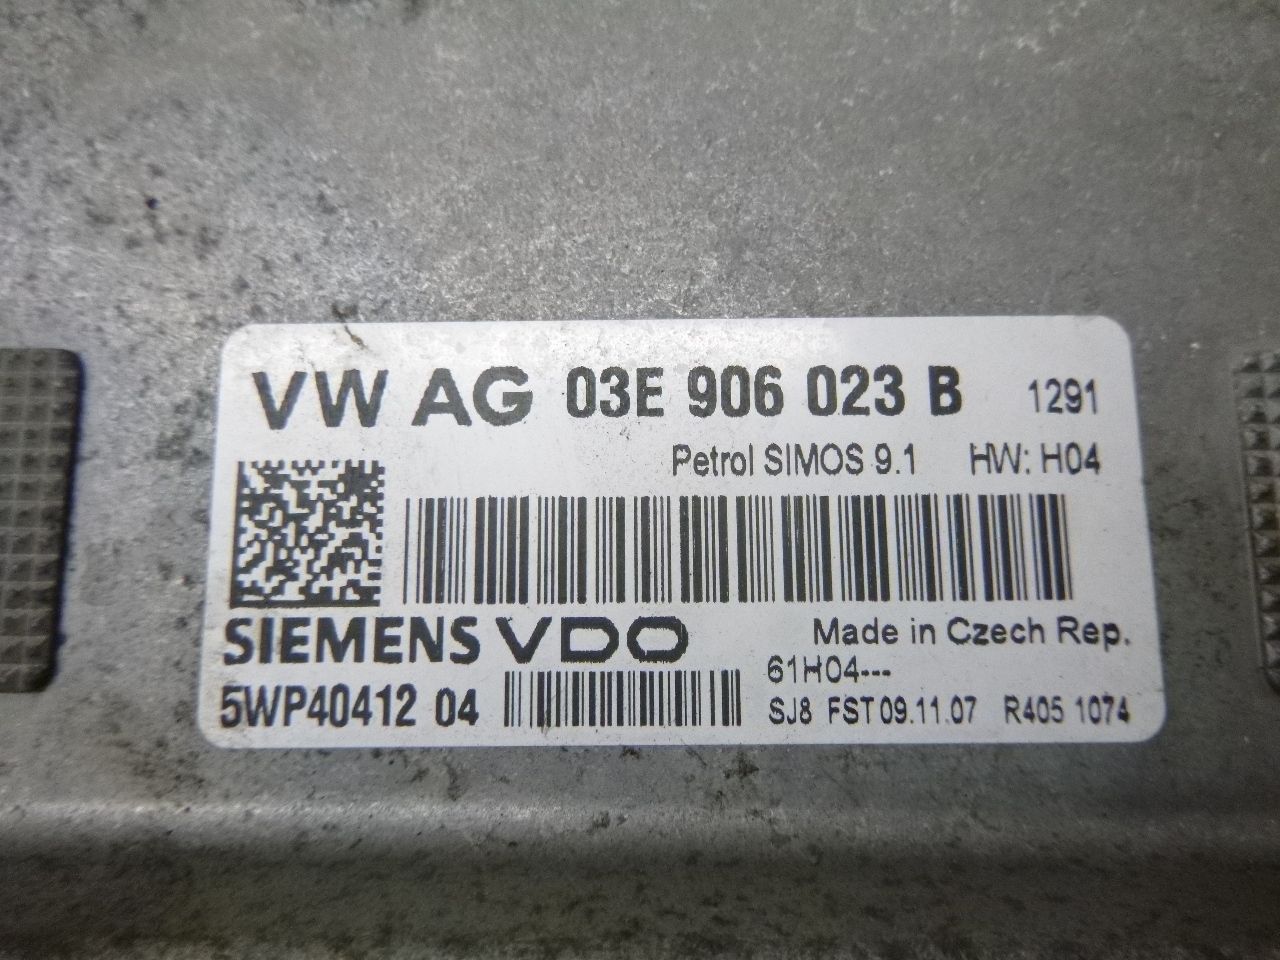 VW AG 03E 906 023 B 1291
Petrol SIMOS 9.1 HW: H04
SIEMENS VDO Made in Czech Rep.
61H04---
5WP40412 04 SJ8 FST 09.11.07 R405 1074